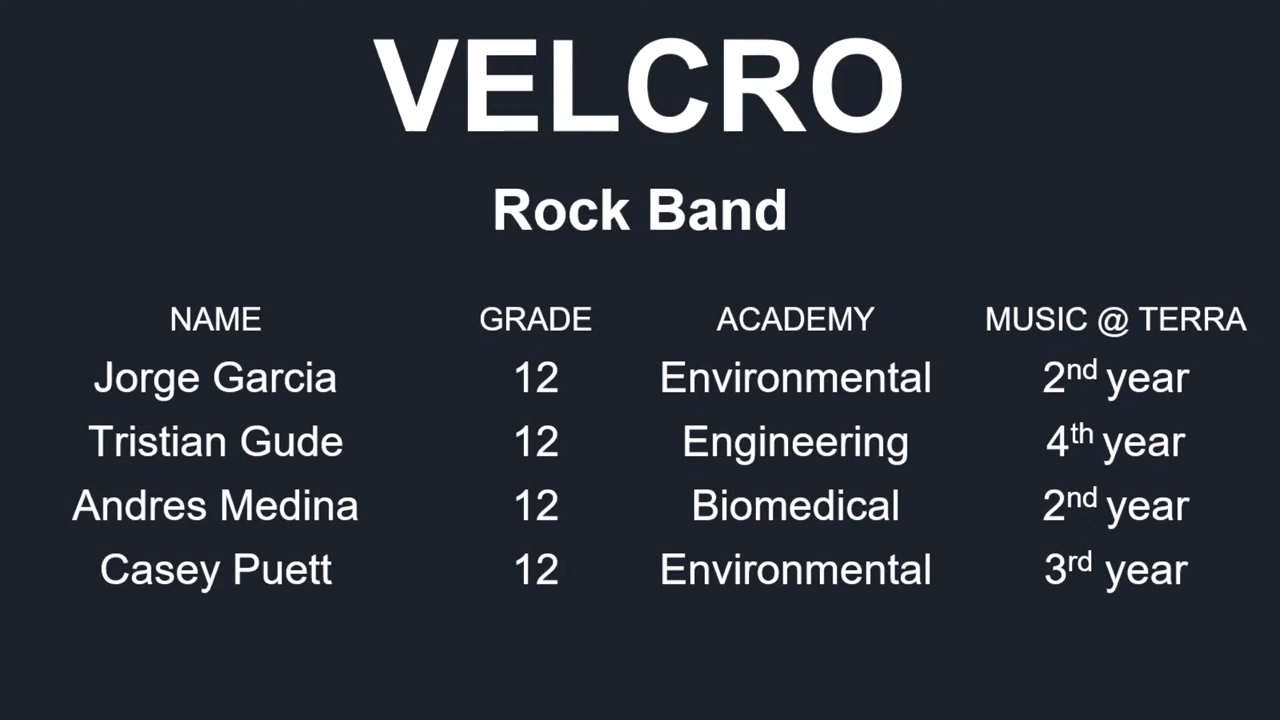 VELCRO
Rock Band
NAME GRADE ACADEMY MUSIC @ TERRA
Jorge Garcia 12 Environmental 2nd year
Tristian Gude 12 Engineering 4th year
Andres Medina 12 Biomedical 2nd year
Casey Puett 12 Environmental 3rd year